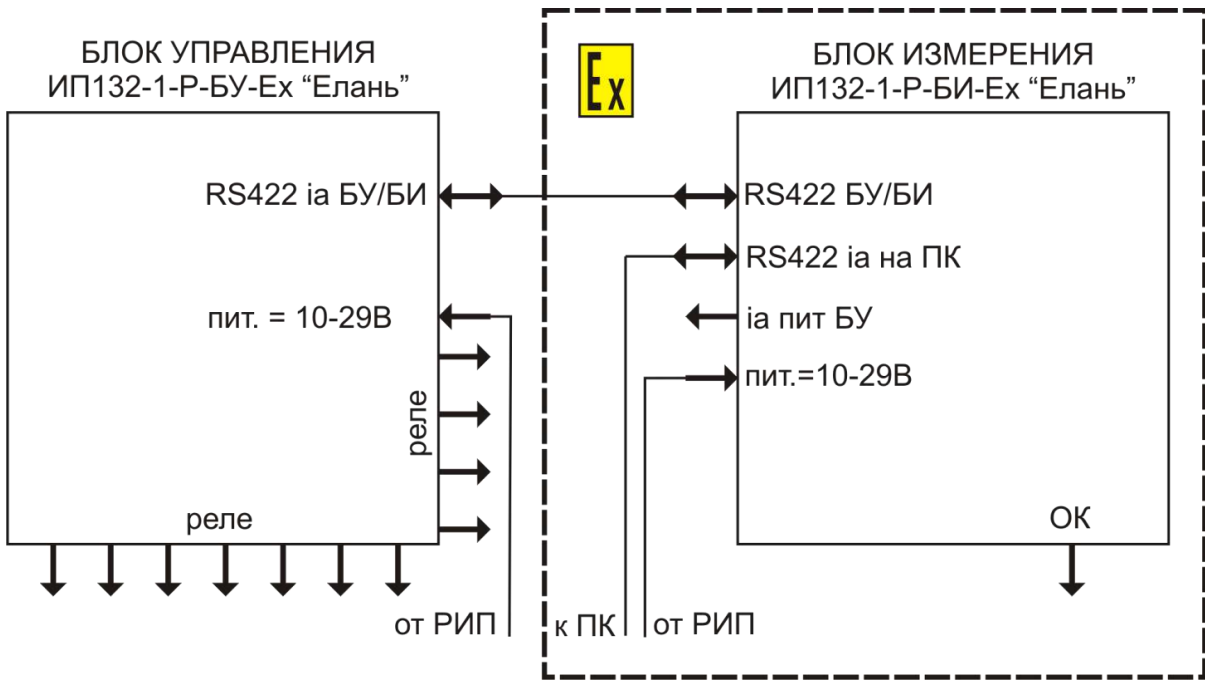 БЛОК УПРАВЛЕНИЯ
ИП132-1-Р-БУ-Ex “Елань”
Ex
БЛОК ИЗМЕРЕНИЯ
ИП132-1-Р-БИ-Ex “Елань”
RS422 ia БУ/БИ
RS422 БУ/БИ
RS422 ia на ПК
пит. = 10-29В
ia пит БУ
пит.=10-29В
реле
реле
ОК
от РИП
к ПК
от РИП